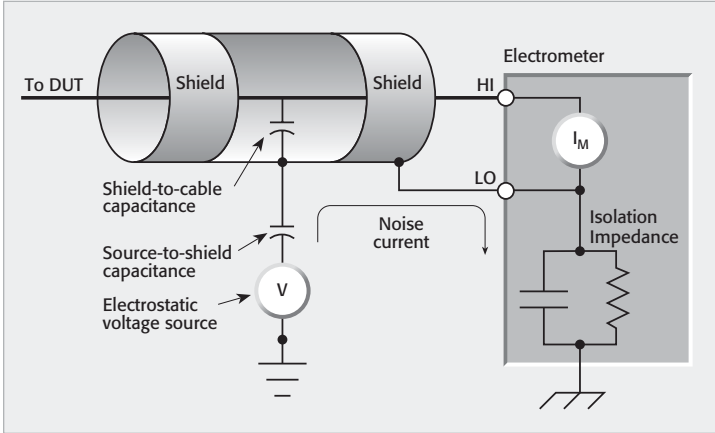 Electrometer
To DUT
Shield
Shield
HI
I_M
LO
Shield-to-cable
capacitance
Noise
current
Isolation
Impedance
Source-to-shield
capacitance
Electrostatic
voltage source
V